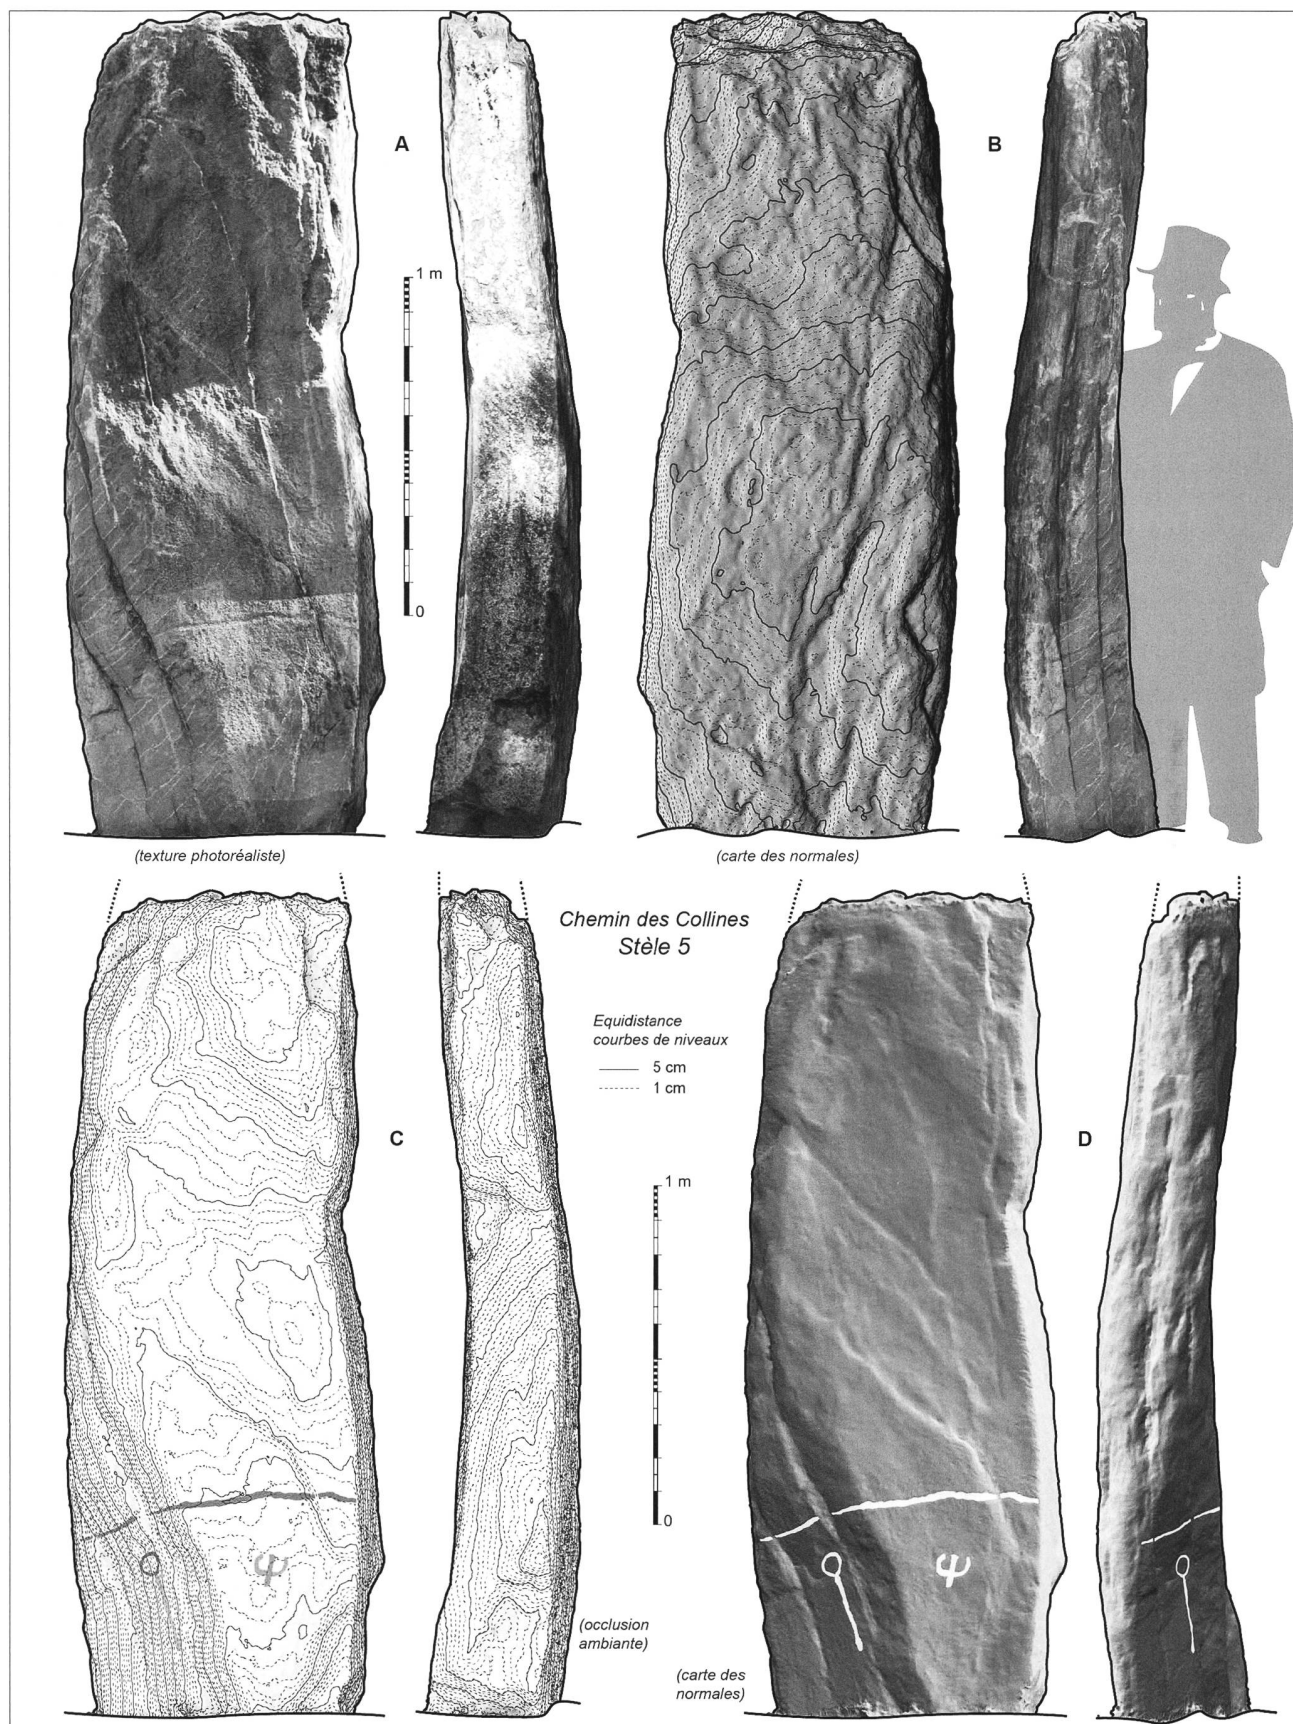 A
B
1 m
0
(texture photoréaliste)
(carte des normales)
Chemin des Collines
Stèle 5
Equidistance
courbes de niveaux
5 cm
1 cm
C
D
1 m
0
(occlusion
ambiante)
(carte des
normales)